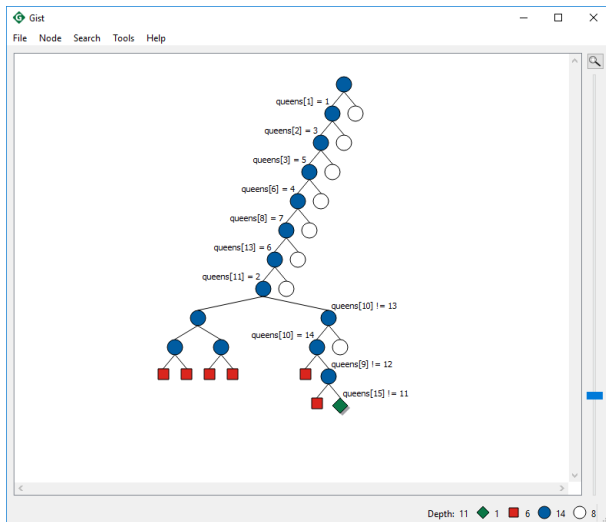 Gist
File Node Search Tools Help
queens[1] = 1
queens[2] = 3
queens[3] = 5
queens[6] = 4
queens[8] = 7
queens[13] = 6
queens[11] = 2
queens[10] != 13
queens[10] = 14
queens[9] != 12
queens[15] != 11
Depth: 11 1 6 14 8